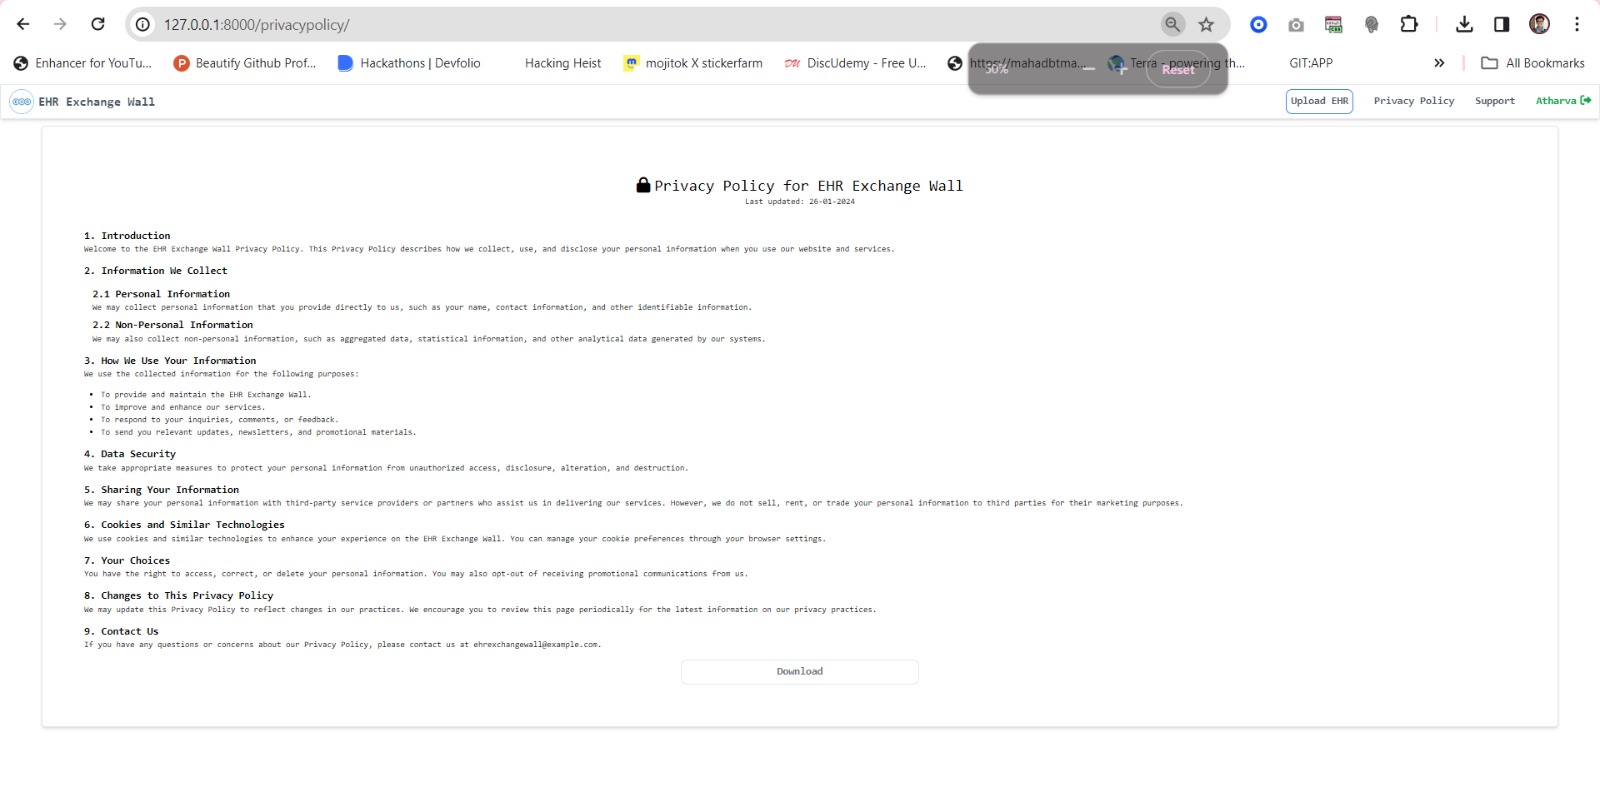 127.0.0.1:8000/privacypolicy/
Enhancer for YouTu...
Beautify Github Prof...
Hackathons | Devfolio
Hacking Heist
mojitok X stickerfarm
DU DiscUdemy - Free U...
https://mahadbtma...
Terra - powering th...
GIT:APP
All Bookmarks
Reset
EHR Exchange Wall
Upload EHR
Privacy Policy
Support
Atharva
Privacy Policy for EHR Exchange Wall
Last updated: 26-01-2024
1. Introduction
Welcome to the EHR Exchange Wall Privacy Policy. This Privacy Policy describes how we collect, use, and disclose your personal information when you use our website and services.
2. Information We Collect
2.1 Personal Information
We may collect personal information that you provide directly to us, such as your name, contact information, and other identifiable information.
2.2 Non-Personal Information
We may also collect non-personal information, such as aggregated data, statistical information, and other analytical data generated by our systems.
3. How We Use Your Information
We use the collected information for the following purposes:
• To provide and maintain the EHR Exchange Wall.
• To improve and enhance our services.
• To respond to your inquiries, comments, or feedback.
• To send you relevant updates, newsletters, and promotional materials.
4. Data Security
We take appropriate measures to protect your personal information from unauthorized access, disclosure, alteration, and destruction.
5. Sharing Your Information
We may share your personal information with third-party service providers or partners who assist us in delivering our services. However, we do not sell, rent, or trade your personal information to third parties for their marketing purposes.
6. Cookies and Similar Technologies
We use cookies and similar technologies to enhance your experience on the EHR Exchange Wall. You can manage your cookie preferences through your browser settings.
7. Your Choices
You have the right to access, correct, or delete your personal information. You may also opt-out of receiving promotional communications from us.
8. Changes to This Privacy Policy
We may update this Privacy Policy to reflect changes in our practices. We encourage you to review this page periodically for the latest information on our privacy practices.
9. Contact Us
If you have any questions or concerns about our Privacy Policy, please contact us at ehrexchangewall@example.com.
Download